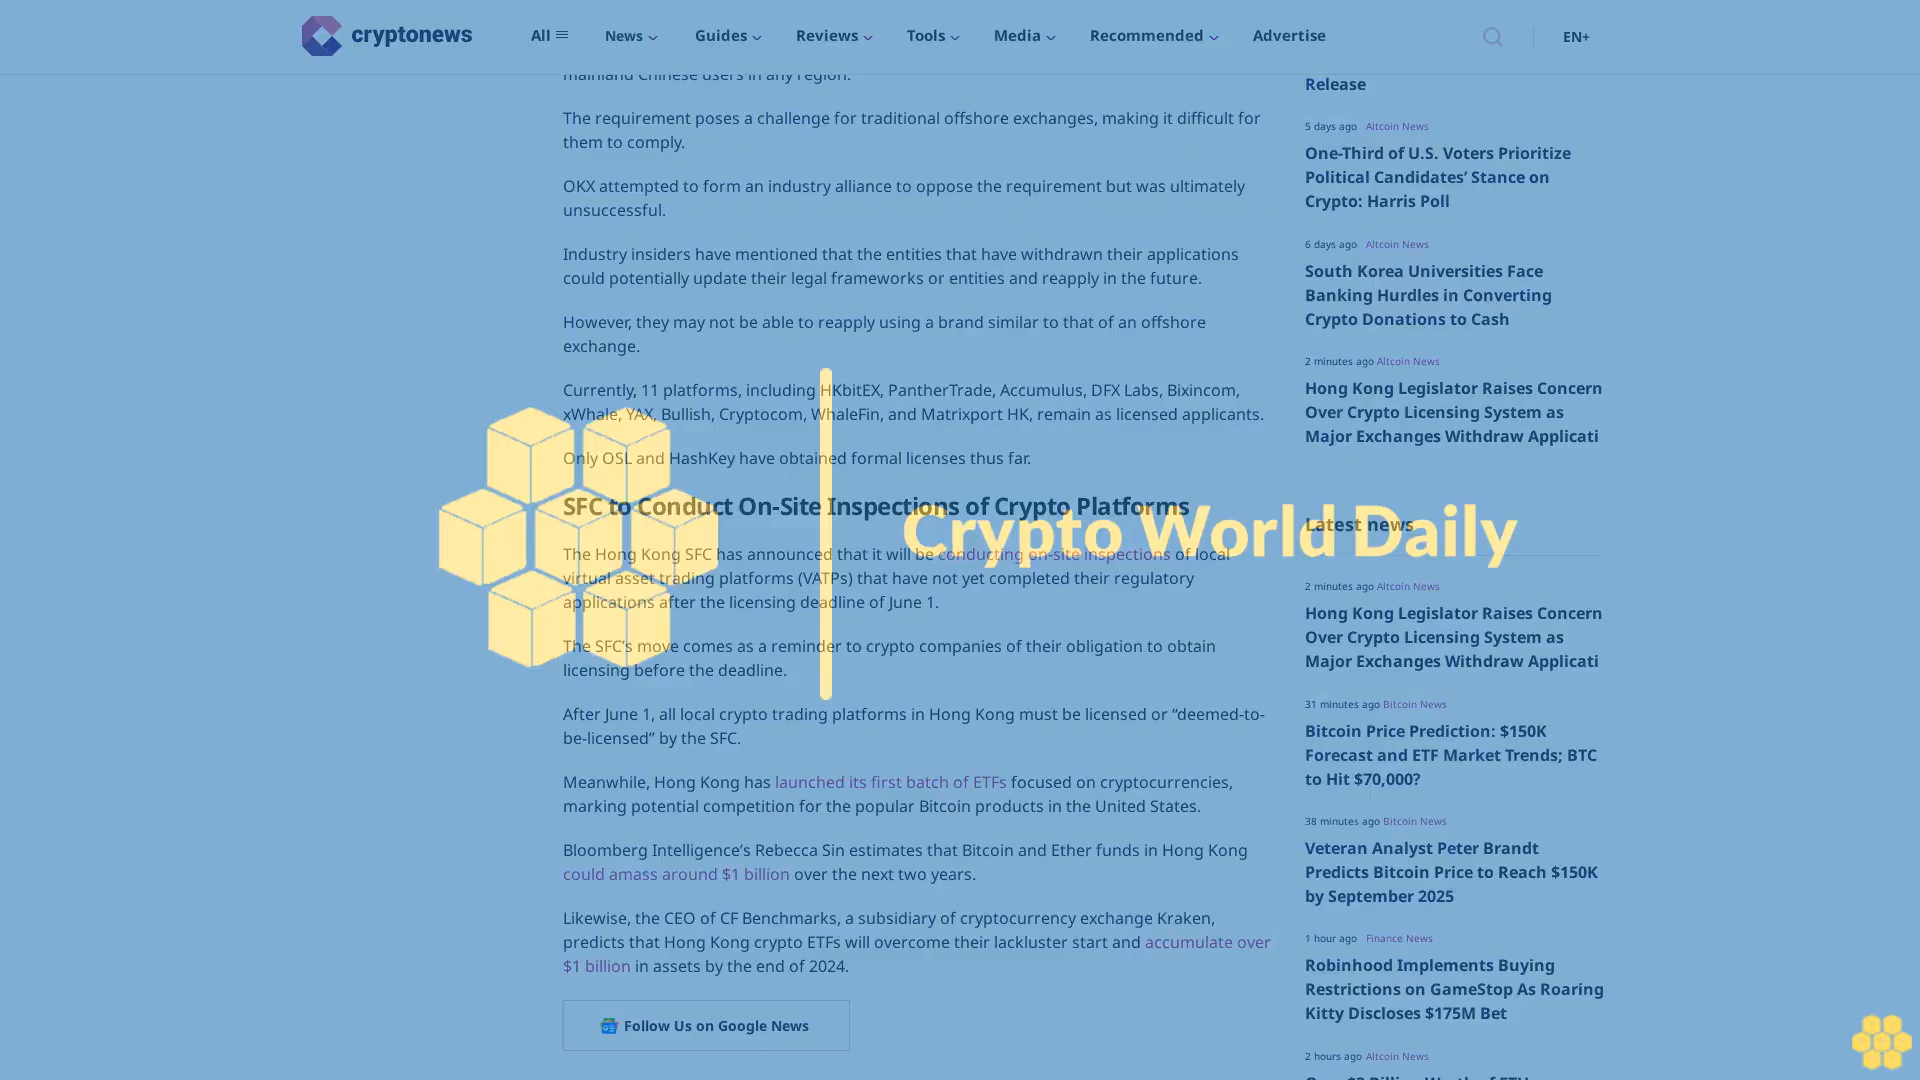 cryptonews
All
News
Guides
Reviews
Tools
Media
Recommended
Advertise
EN+
mainland Chinese users in any region.
The requirement poses a challenge for traditional offshore exchanges, making it difficult for
them to comply.
OKX attempted to form an industry alliance to oppose the requirement but was ultimately
unsuccessful.
Industry insiders have mentioned that the entities that have withdrawn their applications
could potentially update their legal frameworks or entities and reapply in the future.
However, they may not be able to reapply using a brand similar to that of an offshore
exchange.
Currently, 11 platforms, including HKbitEX, PantherTrade, Accumulus, DFX Labs, Bixincom,
xWhale, YAX, Bullish, Cryptocom, WhaleFin, and Matrixport HK, remain as licensed applicants.
Only OSL and HashKey have obtained formal licenses thus far.
SFC to Conduct On-Site Inspections of Crypto Platforms
The Hong Kong SFC has announced that it will be conducting on-site inspections of local
virtual asset trading platforms (VATPs) that have not yet completed their regulatory
applications after the licensing deadline of June 1.
The SFC’s move comes as a reminder to crypto companies of their obligation to obtain
licensing before the deadline.
After June 1, all local crypto trading platforms in Hong Kong must be licensed or “deemed-to-
be-licensed” by the SFC.
Meanwhile, Hong Kong has launched its first batch of ETFs focused on cryptocurrencies,
marking potential competition for the popular Bitcoin products in the United States.
Bloomberg Intelligence’s Rebecca Sin estimates that Bitcoin and Ether funds in Hong Kong
could amass around $1 billion over the next two years.
Likewise, the CEO of CF Benchmarks, a subsidiary of cryptocurrency exchange Kraken,
predicts that Hong Kong crypto ETFs will overcome their lackluster start and accumulate over
$1 billion in assets by the end of 2024.
Follow Us on Google News
Crypto World Daily
Release
5 days ago Altcoin News
One-Third of U.S. Voters Prioritize
Political Candidates’ Stance on
Crypto: Harris Poll
6 days ago Altcoin News
South Korea Universities Face
Banking Hurdles in Converting
Crypto Donations to Cash
2 minutes ago Altcoin News
Hong Kong Legislator Raises Concern
Over Crypto Licensing System as
Major Exchanges Withdraw Applicati
Latest news
2 minutes ago Altcoin News
Hong Kong Legislator Raises Concern
Over Crypto Licensing System as
Major Exchanges Withdraw Applicati
31 minutes ago Bitcoin News
Bitcoin Price Prediction: $150K
Forecast and ETF Market Trends; BTC
to Hit $70,000?
38 minutes ago Bitcoin News
Veteran Analyst Peter Brandt
Predicts Bitcoin Price to Reach $150K
by September 2025
1 hour ago Finance News
Robinhood Implements Buying
Restrictions on GameStop As Roaring
Kitty Discloses $175M Bet
2 hours ago Altcoin News